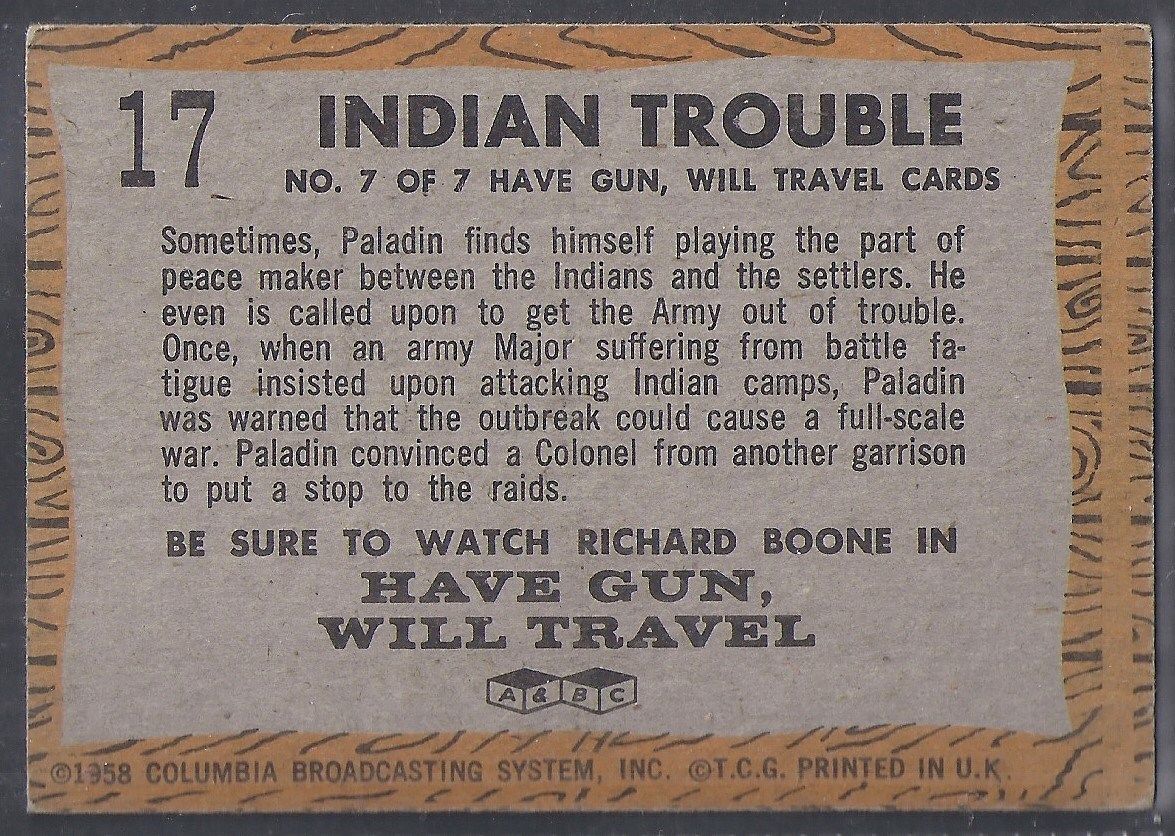 17
INDIAN TROUBLE
NO. 7 OF 7 HAVE GUN, WILL TRAVEL CARDS
Sometimes, Paladin finds himself playing the part of
peace maker between the Indians and the settlers. He
even is called upon to get the Army out of trouble.
Once, when an army Major suffering from battle fa-
tigue insisted upon attacking Indian camps, Paladin
was warned that the outbreak could cause a full-scale
war. Paladin convinced a Colonel from another garrison
to put a stop to the raids.
BE SURE TO WATCH RICHARD BOONE IN
HAVE GUN,
WILL TRAVEL
A & B C
©1958 COLUMBIA BROADCASTING SYSTEM, INC. ©T.C.G. PRINTED IN U.K.